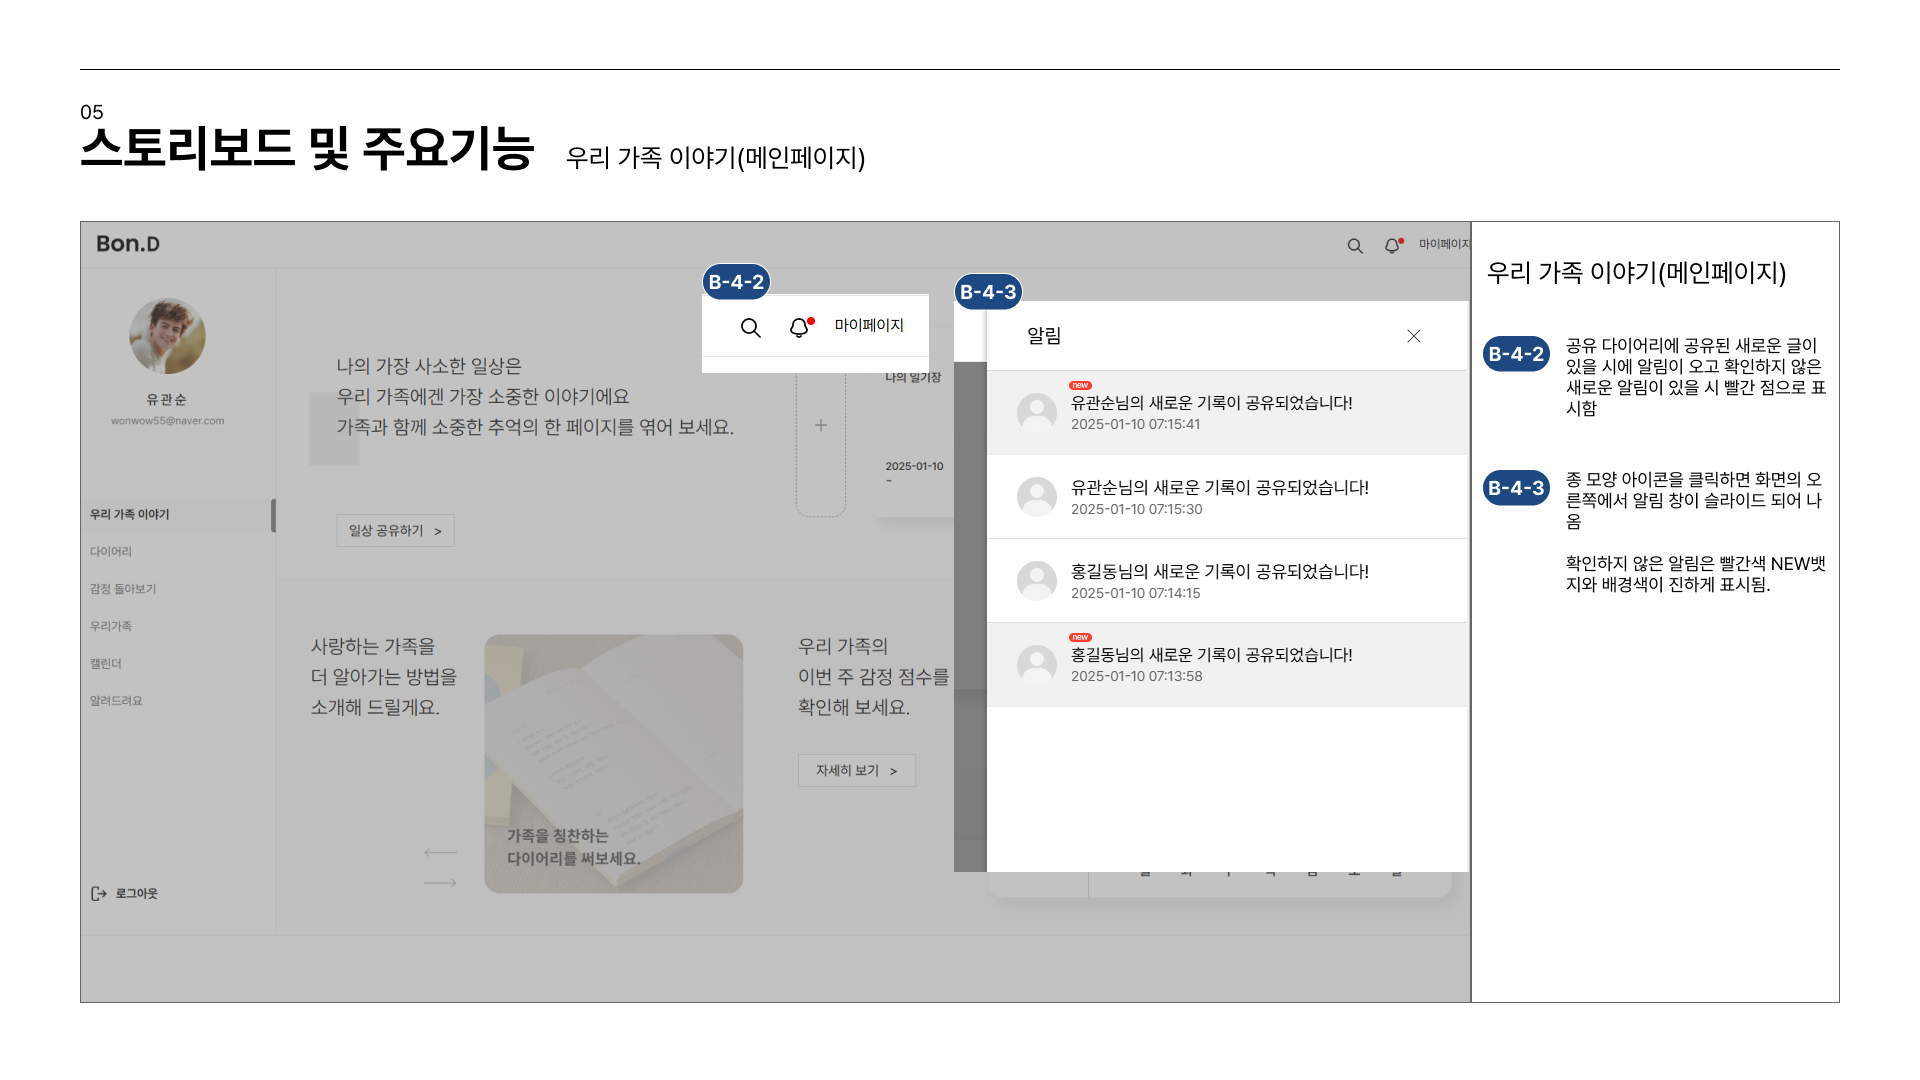 05
스토리보드 및 주요기능 우리 가족 이야기(메인페이지)
Bon.D
마이페이지
유관순
wonwow55@naver.com
우리 가족 이야기
다이어리
감정 돌아보기
우리가족
캘린더
알려드려요
로그아웃
나의 가장 사소한 일상은
우리 가족에겐 가장 소중한 이야기에요
가족과 함께 소중한 추억의 한 페이지를 엮어 보세요.
일상 공유하기 >
+
나의 일기장
2025-01-10
~
사랑하는 가족을
더 알아가는 방법을
소개해 드릴게요.
가족을 칭찬하는
다이어리를 써보세요.
우리 가족의
이번 주 감정 점수를
확인해 보세요.
자세히 보기 >
B-4-2
마이페이지
B-4-3
알림
new
유관순님의 새로운 기록이 공유되었습니다!
2025-01-10 07:15:41
유관순님의 새로운 기록이 공유되었습니다!
2025-01-10 07:15:30
홍길동님의 새로운 기록이 공유되었습니다!
2025-01-10 07:14:15
new
홍길동님의 새로운 기록이 공유되었습니다!
2025-01-10 07:13:58
우리 가족 이야기(메인페이지)
B-4-2
공유 다이어리에 공유된 새로운 글이
있을 시에 알림이 오고 확인하지 않은
새로운 알림이 있을 시 빨간 점으로 표
시함
B-4-3
종 모양 아이콘을 클릭하면 화면의 오
른쪽에서 알림 창이 슬라이드 되어 나
옴
확인하지 않은 알림은 빨간색 NEW뱃
지와 배경색이 진하게 표시됨.